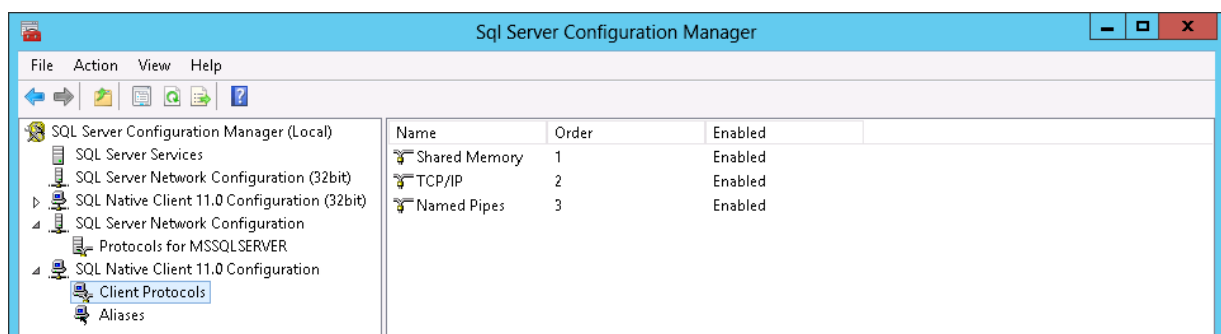 Sql Server Configuration Manager
File Action View Help
SQL Server Configuration Manager (Local)
SQL Server Services
SQL Server Network Configuration (32bit)
SQL Native Client 11.0 Configuration (32bit)
SQL Server Network Configuration
Protocols for MSSQLSERVER
SQL Native Client 11.0 Configuration
Client Protocols
Aliases
Name Order Enabled
Shared Memory 1 Enabled
TCP/IP 2 Enabled
Named Pipes 3 Enabled